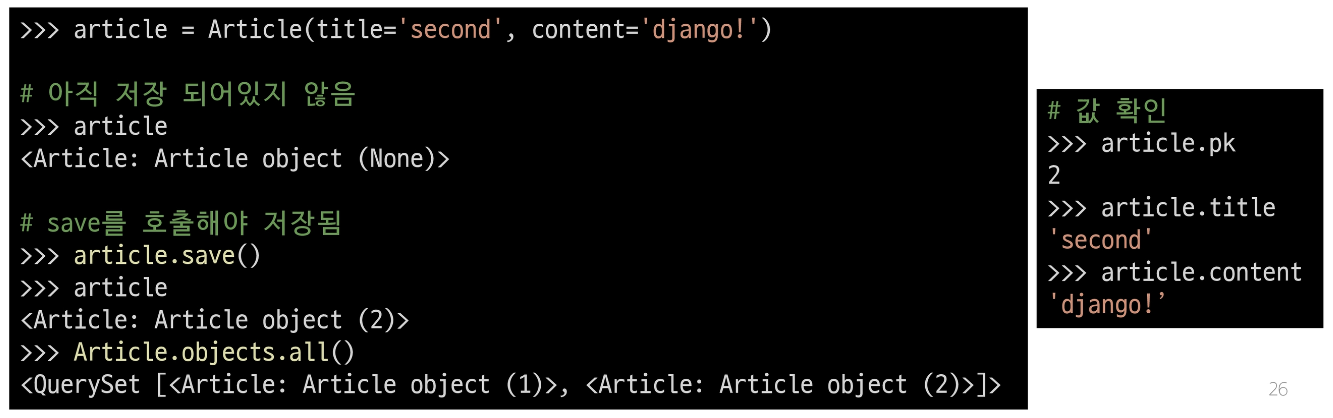 >>> article = Article(title='second', content='django!')
# 아직 저장 되어있지 않음
>>> article
<Article: Article object (None)>
# save를 호출해야 저장됨
>>> article.save()
>>> article
<Article: Article object (2)>
>>> Article.objects.all()
<QuerySet [<Article: Article object (1)>, <Article: Article object (2)>]>
# 값 확인
>>> article.pk
2
>>> article.title
'second'
>>> article.content
'django!’
26